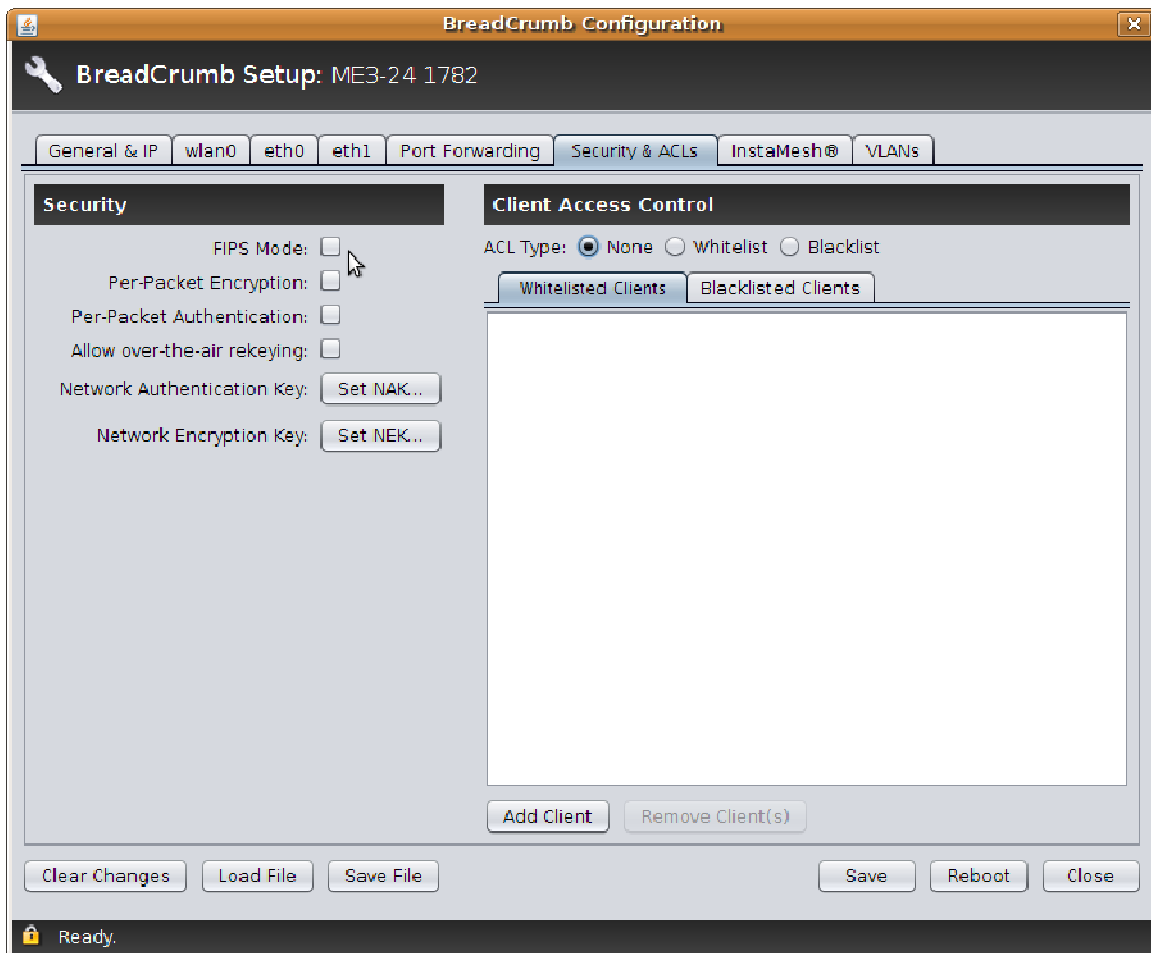 BreadCrumb Configuration
BreadCrumb Setup: ME3-24 1782
General & IP wlan0 eth0 eth1 Port Forwarding Security & ACLs InstaMesh® VLANs
Security
FIPS Mode:
Per-Packet Encryption:
Per-Packet Authentication:
Allow over-the-air rekeying:
Network Authentication Key: Set NAK...
Network Encryption Key: Set NEK...
Client Access Control
ACL Type: None Whitelist Blacklist
Whitelisted Clients Blacklisted Clients
Add Client Remove Client(s)
Clear Changes Load File Save File Save Reboot Close
Ready.